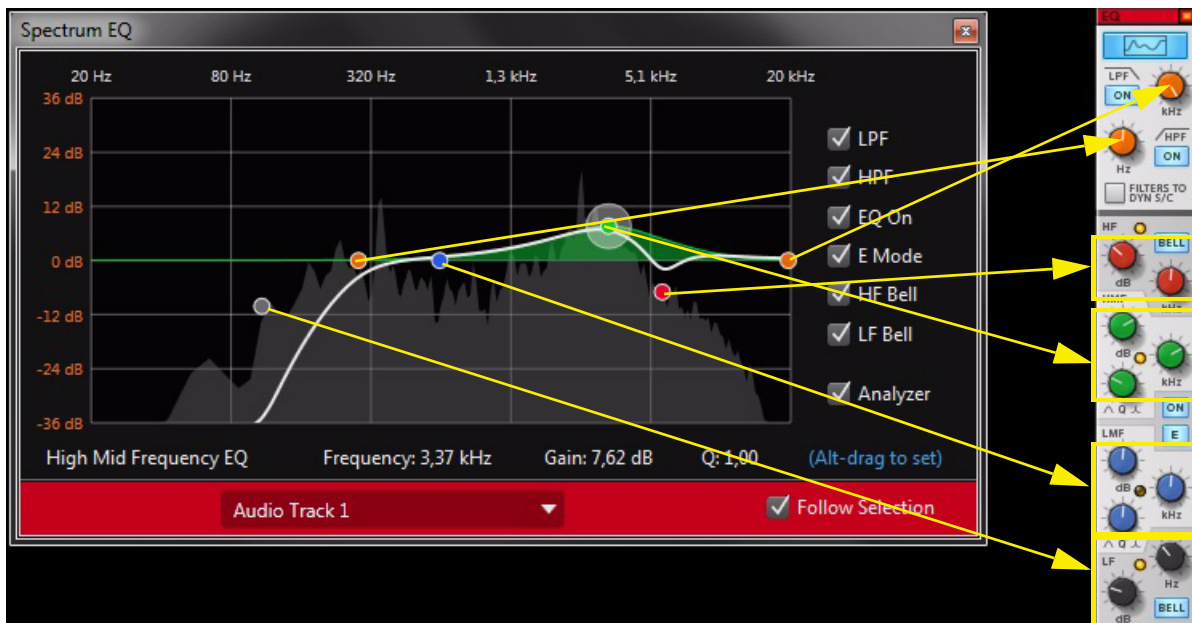 Spectrum EQ
20 Hz 80 Hz 320 Hz 1,3 kHz 5,1 kHz 20 kHz
36 dB
24 dB
12 dB
0 dB
-12 dB
-24 dB
-36 dB
LPF
HPF
EQ On
E Mode
HF Bell
LF Bell
Analyzer
High Mid Frequency EQ Frequency: 3,37 kHz Gain: 7,62 dB Q: 1,00 (Alt-drag to set)
Audio Track 1 Follow Selection
EQ
LPF
ON
kHz
HPF
ON
Hz
FILTERS TO
DYN S/C
HF
BELL
dB
HMF kHz
dB
kHz
Q ON
LMF E
dB
kHz
Q
LF
Hz
BELL
dB